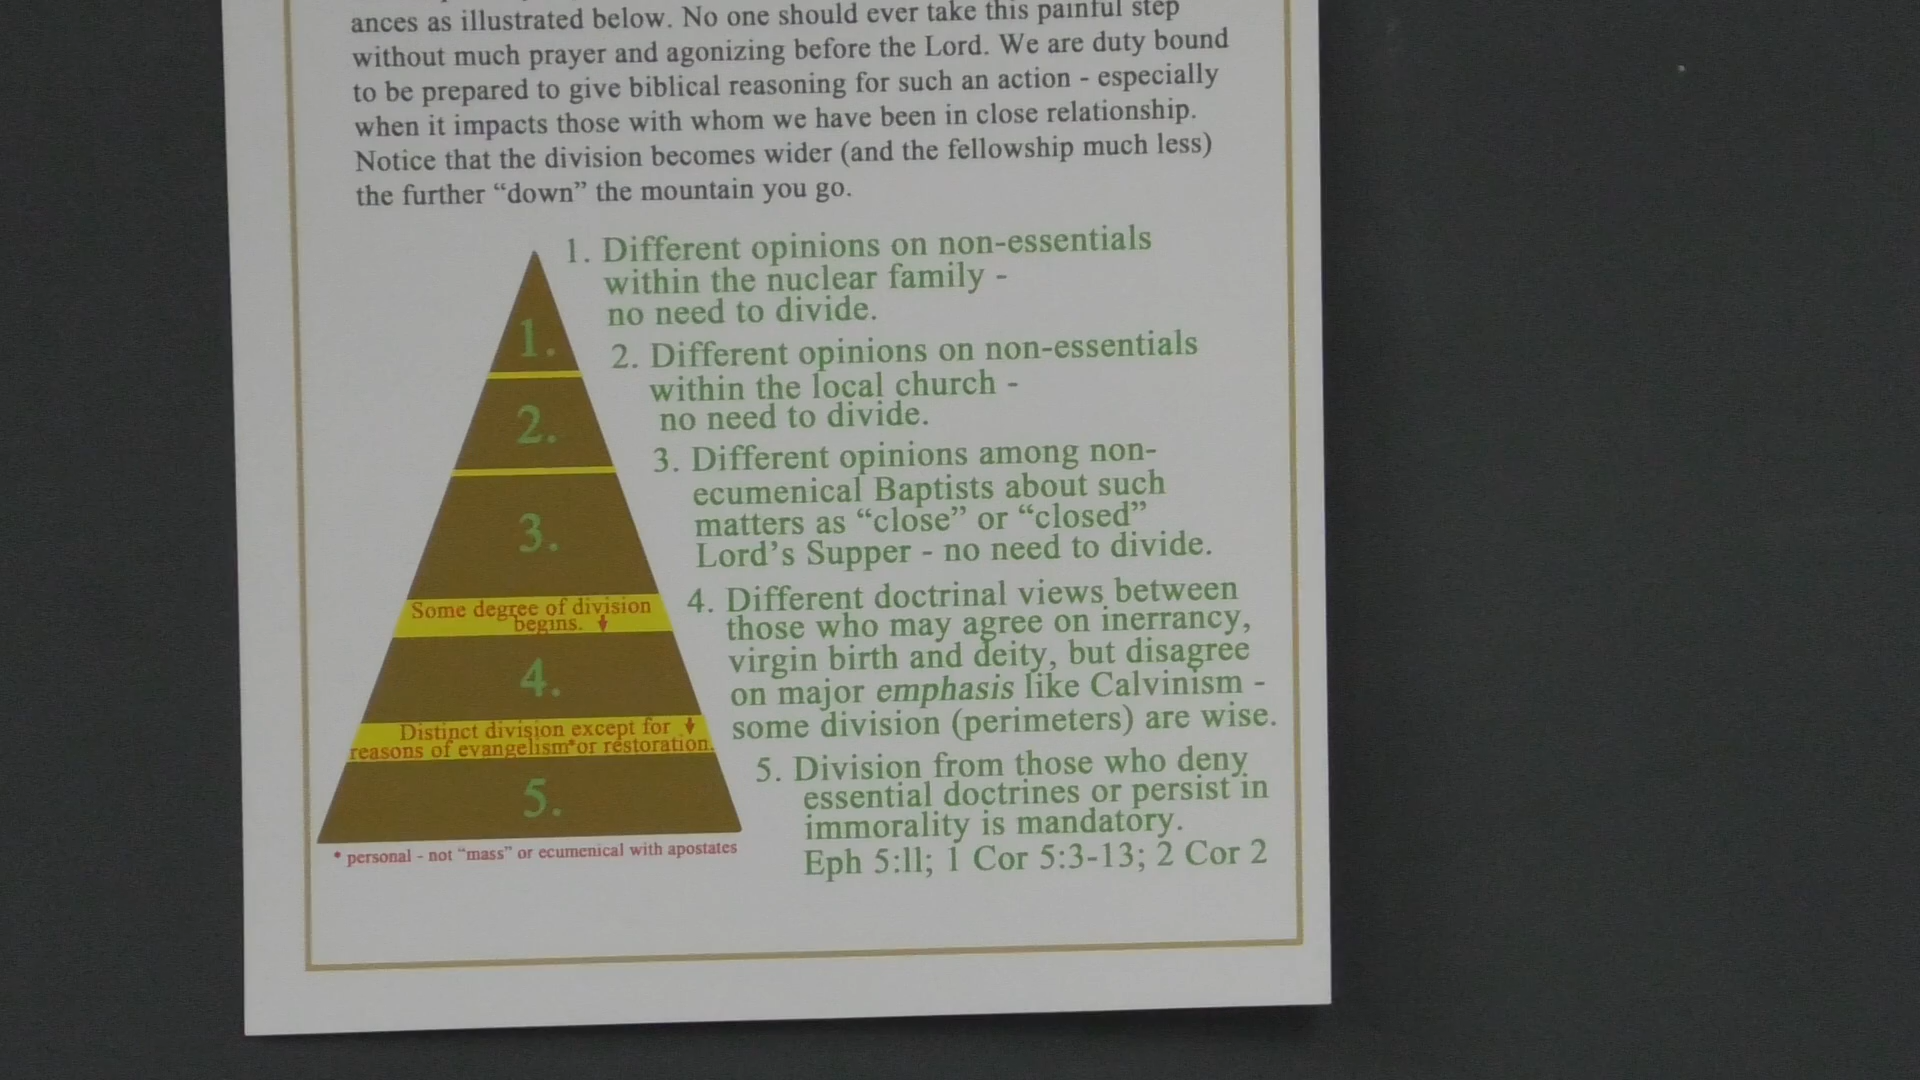 ances as illustrated below. No one should ever take this painful step
without much prayer and agonizing before the Lord. We are duty bound
to be prepared to give biblical reasoning for such an action - especially
when it impacts those with whom we have been in close relationship.
Notice that the division becomes wider (and the fellowship much less)
the further “down” the mountain you go.
1. Different opinions on non-essentials
within the nuclear family -
no need to divide.
2. Different opinions on non-essentials
within the local church -
no need to divide.
3. Different opinions among non-
ecumenical Baptists about such
matters as “close” or “closed”
Lord’s Supper - no need to divide.
4. Different doctrinal views between
those who may agree on inerrancy,
virgin birth and deity, but disagree
on major emphasis like Calvinism -
some division (perimeters) are wise.
5. Division from those who deny
essential doctrines or persist in
immorality is mandatory.
Eph 5:11; 1 Cor 5:3-13; 2 Cor 2
1.
2.
3.
Some degree of division
begins.
4.
Distinct division except for
reasons of evangelism* or restoration.
5.
* personal - not “mass” or ecumenical with apostates